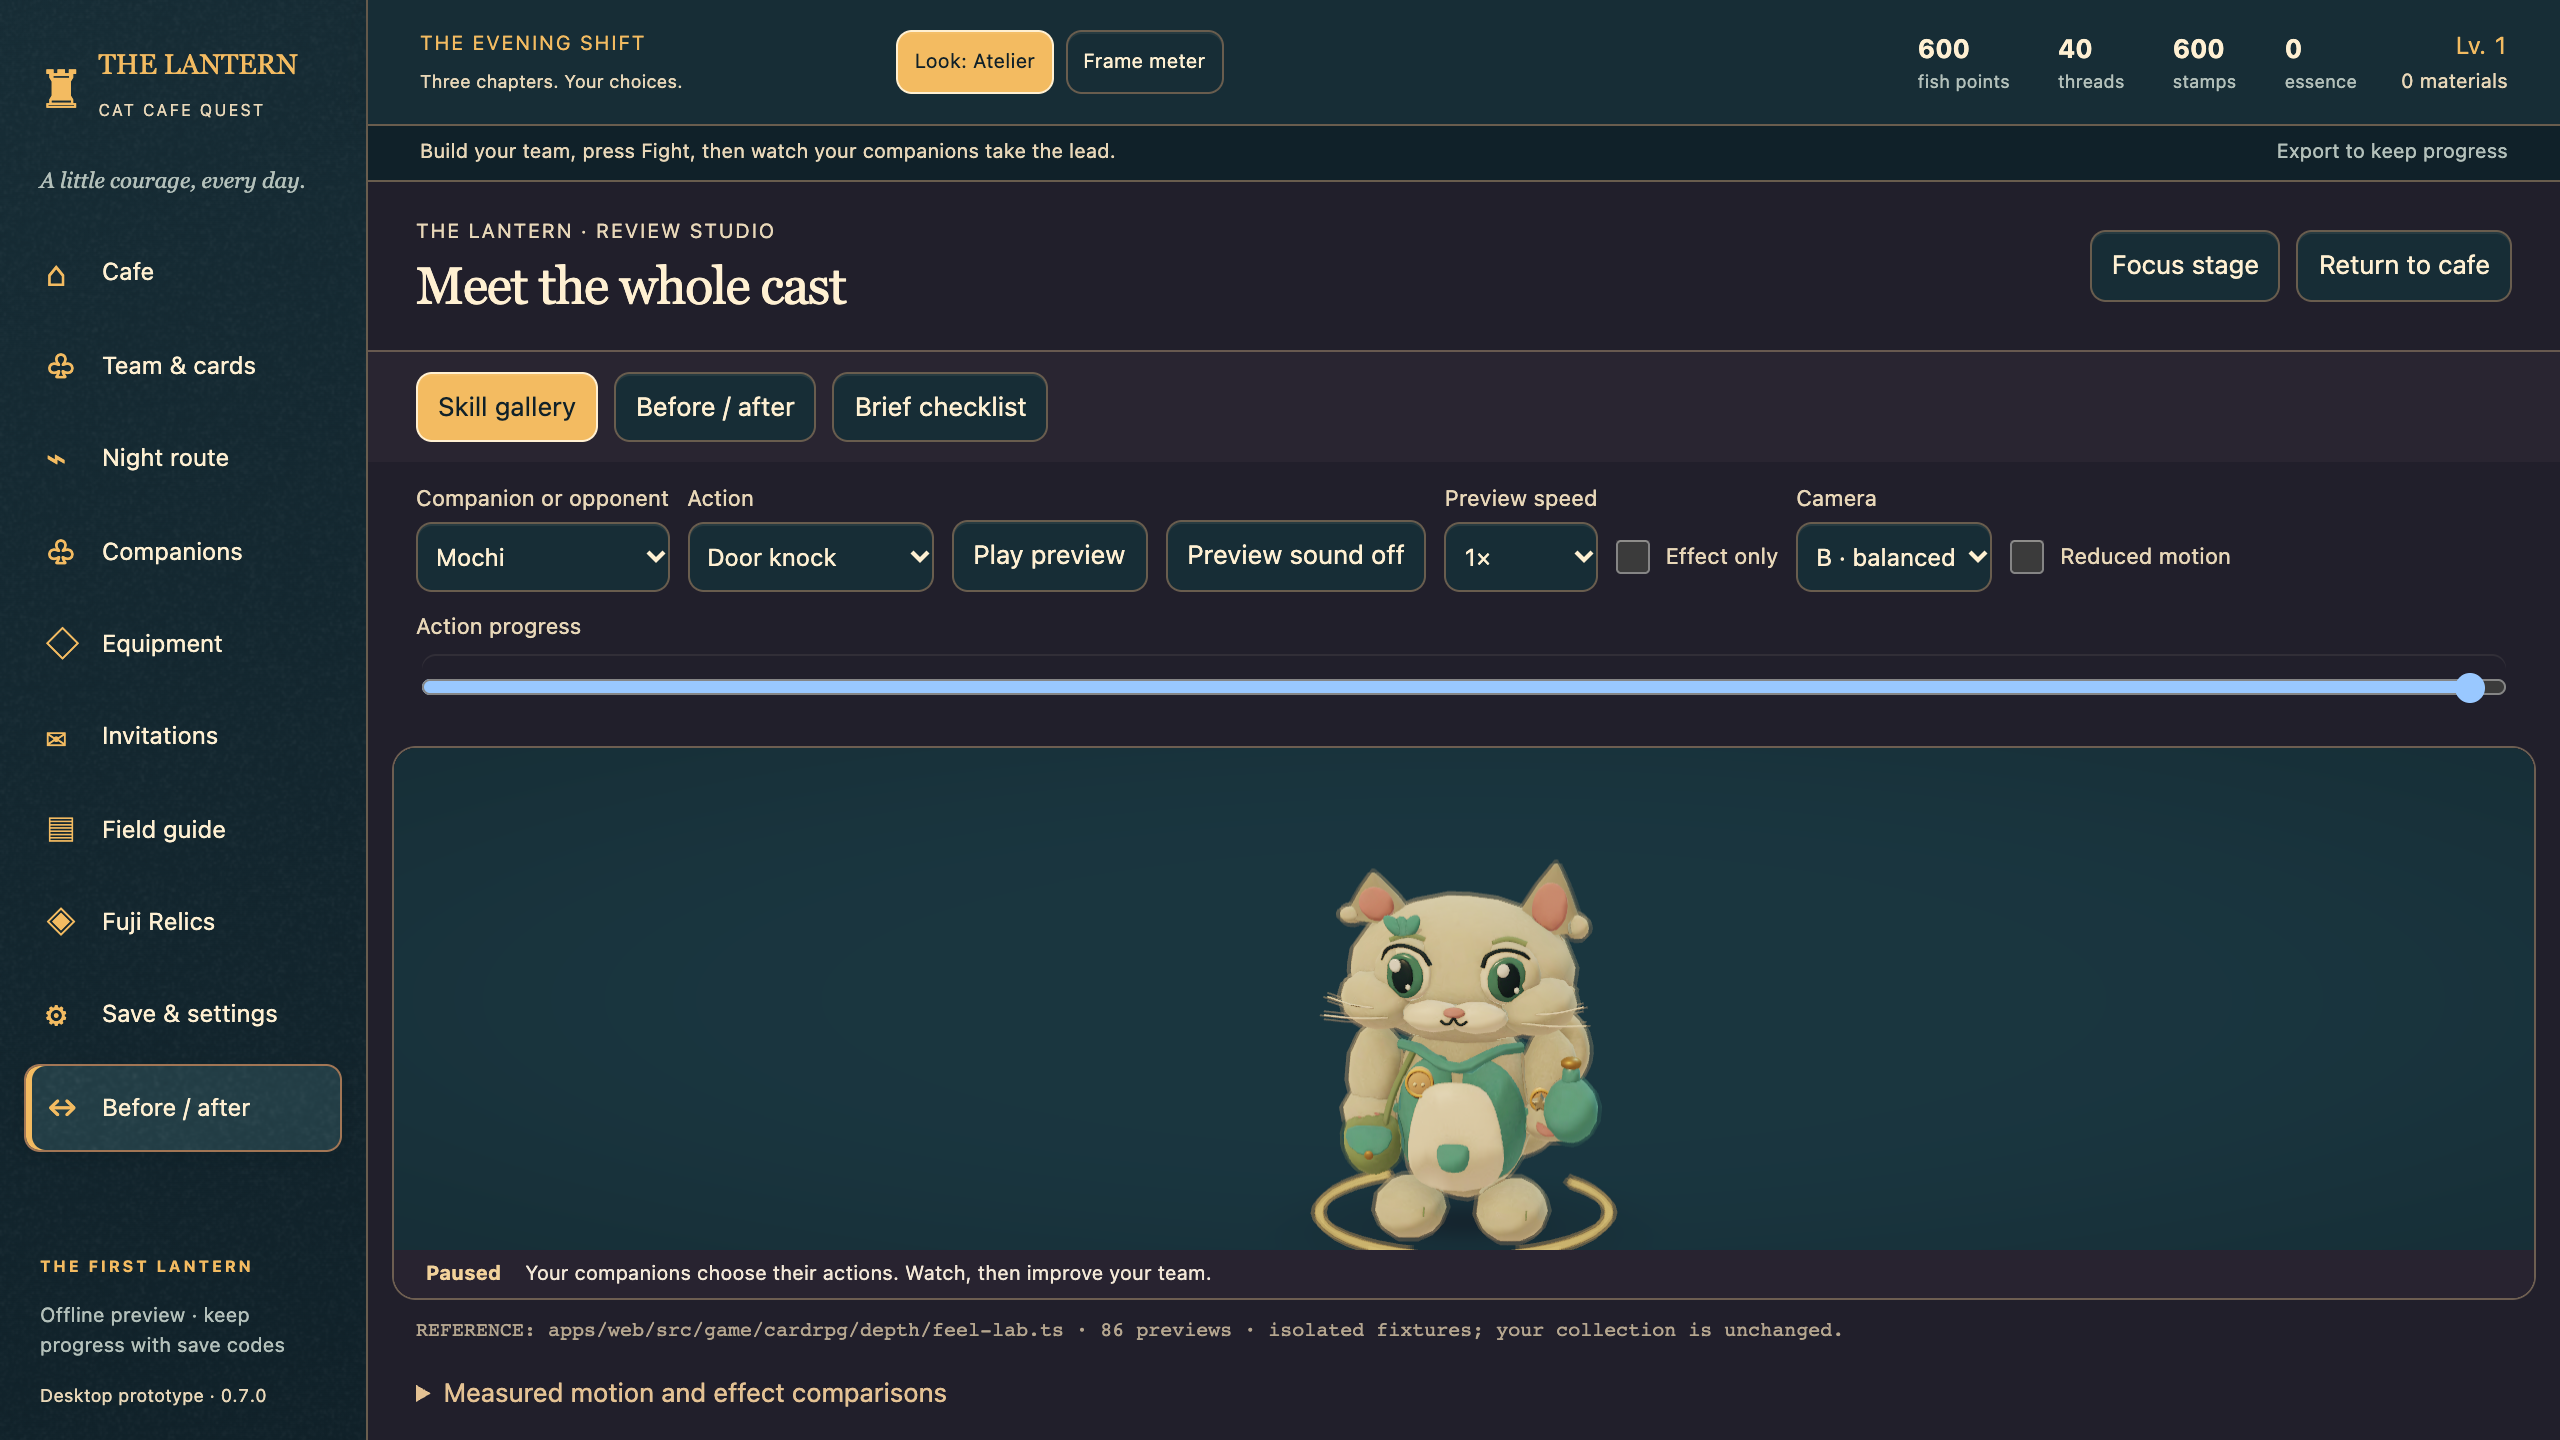 THE LANTERN
CAT CAFE QUEST
A little courage, every day.
Cafe
Team & cards
Night route
Companions
Equipment
Invitations
Field guide
Fuji Relics
Save & settings
Before / after
THE FIRST LANTERN
Offline preview · keep
progress with save codes
Desktop prototype · 0.7.0
THE EVENING SHIFT
Three chapters. Your choices.
Look: Atelier
Frame meter
600
fish points
40
threads
600
stamps
0
essence
Lv. 1
0 materials
Build your team, press Fight, then watch your companions take the lead.
Export to keep progress
THE LANTERN · REVIEW STUDIO
Meet the whole cast
Focus stage
Return to cafe
Skill gallery
Before / after
Brief checklist
Companion or opponent
Mochi
Action
Door knock
Play preview
Preview sound off
Preview speed
1×
Effect only
Camera
B · balanced
Reduced motion
Action progress
Paused Your companions choose their actions. Watch, then improve your team.
REFERENCE: apps/web/src/game/cardrpg/depth/feel-lab.ts · 86 previews · isolated fixtures; your collection is unchanged.
Measured motion and effect comparisons